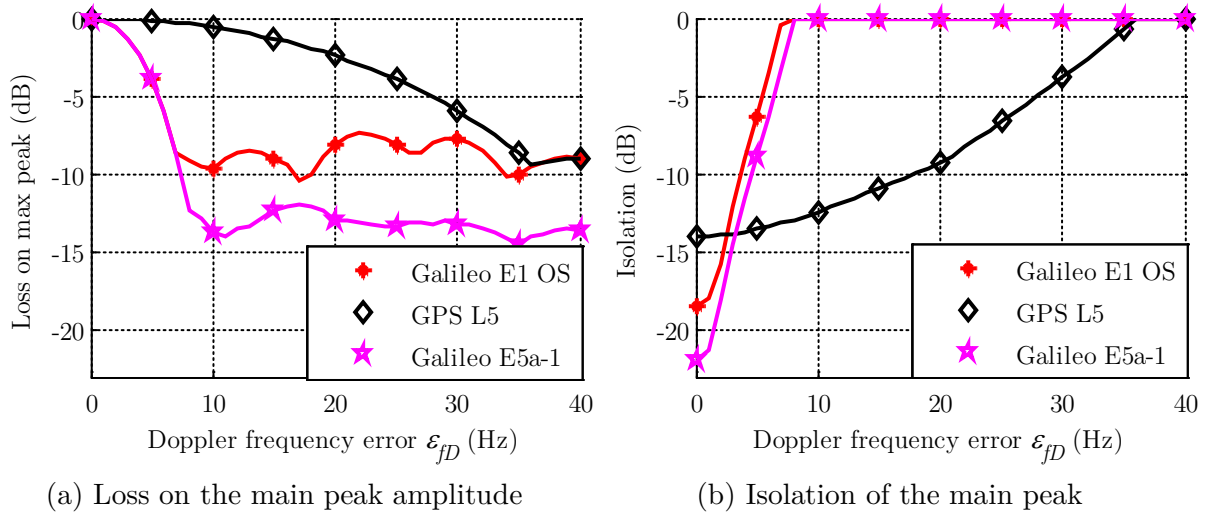 Loss on max peak (dB)
0
-5
-10
-15
-20
0 10 20 30 40
Doppler frequency error εfD (Hz)
Galileo E1 OS
GPS L5
Galileo E5a-1
(a) Loss on the main peak amplitude
Isolation (dB)
0
-5
-10
-15
-20
0 10 20 30 40
Doppler frequency error εfD (Hz)
Galileo E1 OS
GPS L5
Galileo E5a-1
(b) Isolation of the main peak